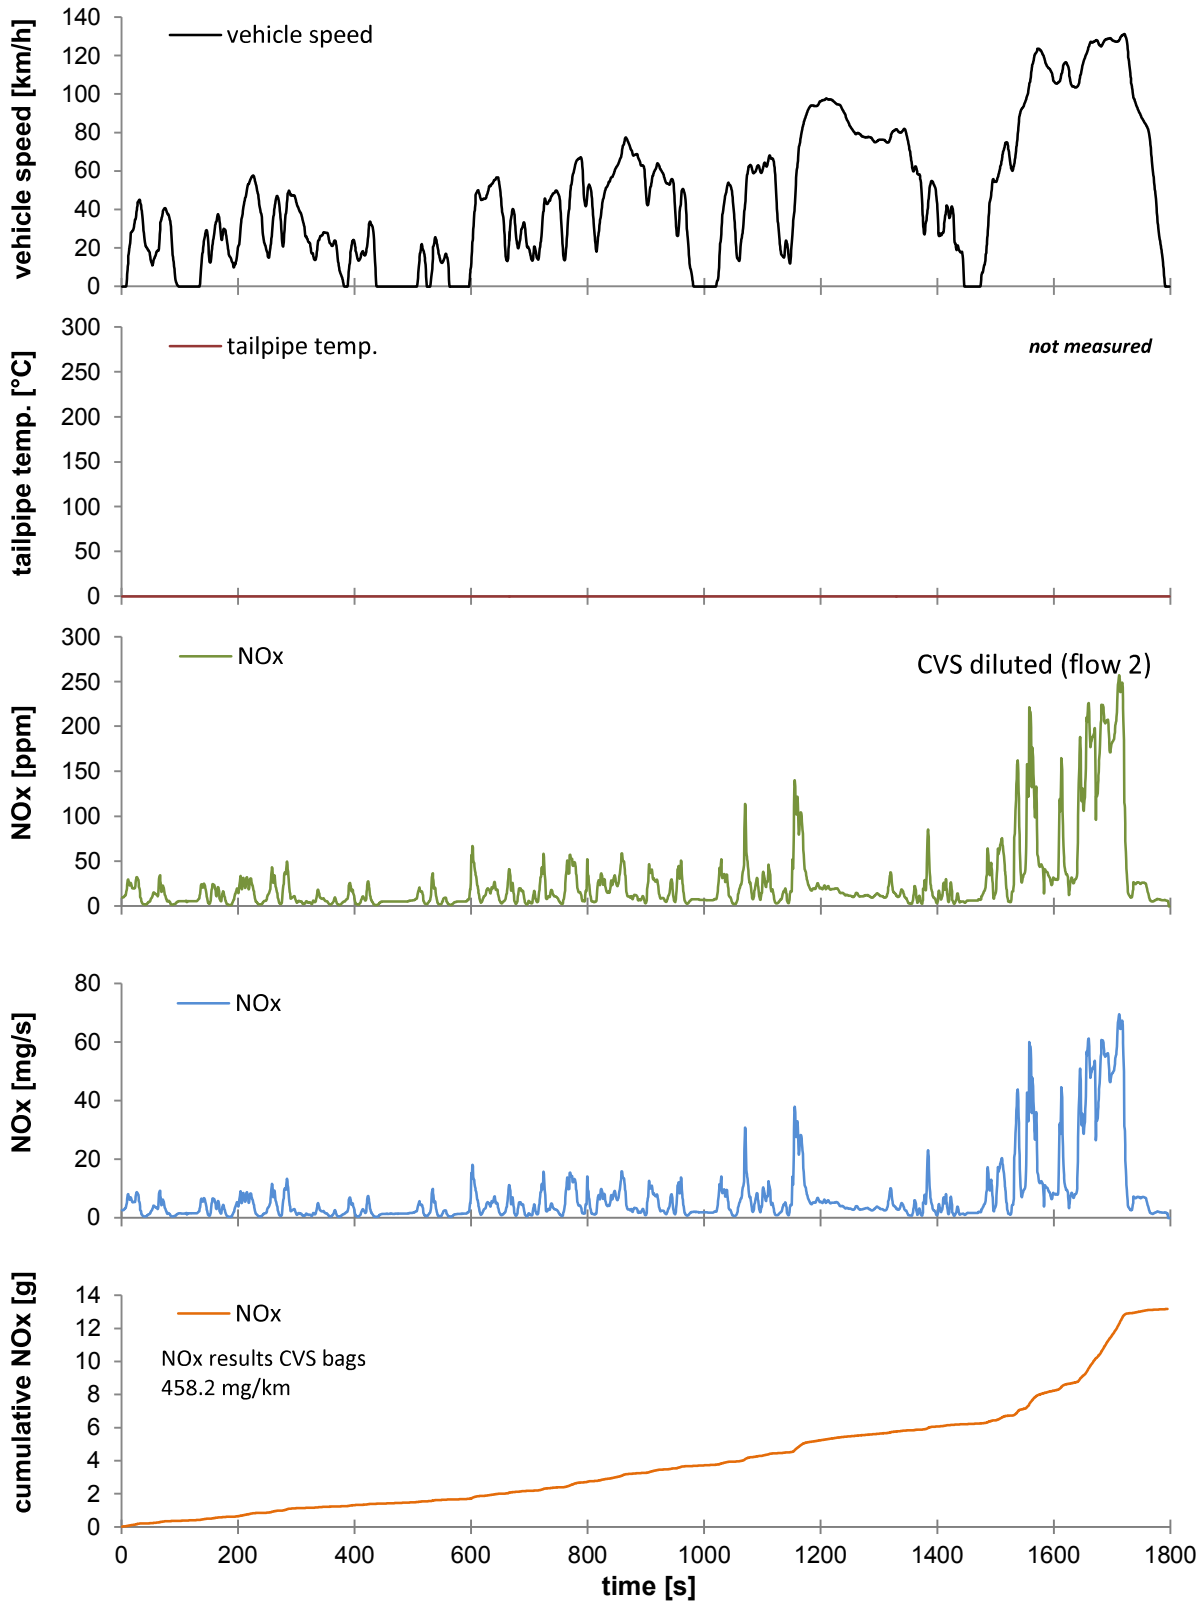 vehicle speed [km/h]
140
120
100
80
60
40
20
0
vehicle speed
tailpipe temp. [°C]
300
250
200
150
100
50
0
tailpipe temp.
not measured
NOx [ppm]
300
250
200
150
100
50
0
NOx
CVS diluted (flow 2)
NOx [mg/s]
80
60
40
20
0
NOx
cumulative NOx [g]
14
12
10
8
6
4
2
0
NOx
NOx results CVS bags
458.2 mg/km
0 200 400 600 800 1000 1200 1400 1600 1800
time [s]